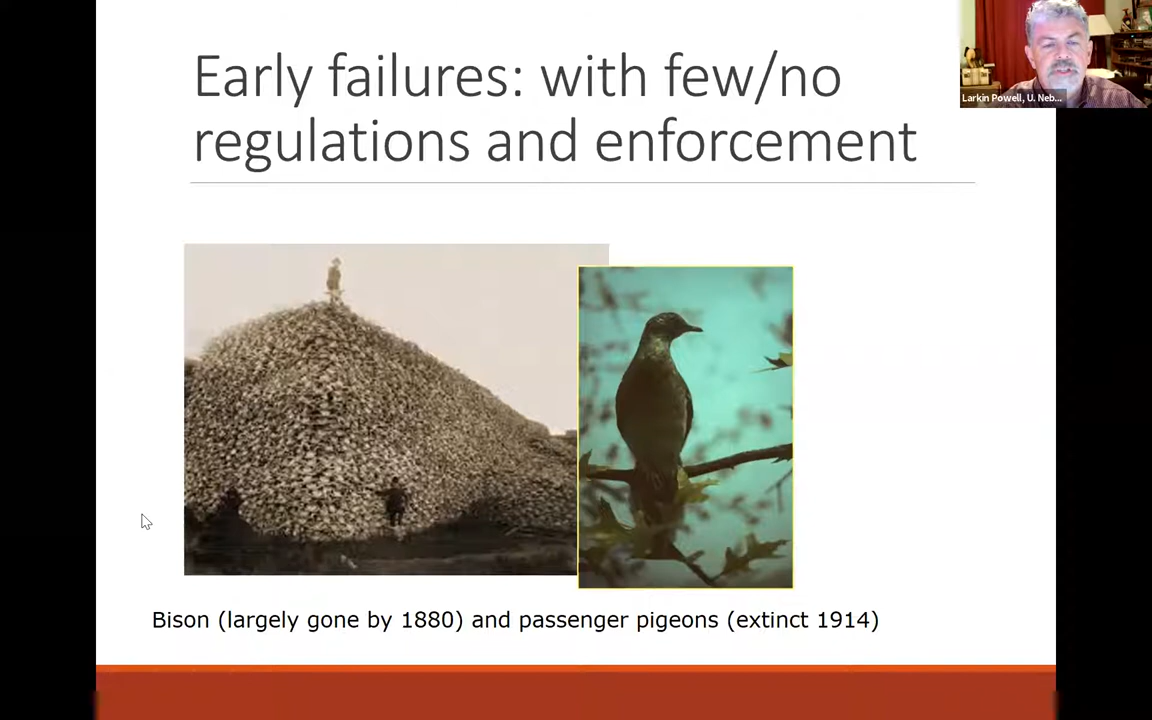 Early failures: with few/no
regulations and enforcement
Larkin Powell, U. Neb...
Bison (largely gone by 1880) and passenger pigeons (extinct 1914)